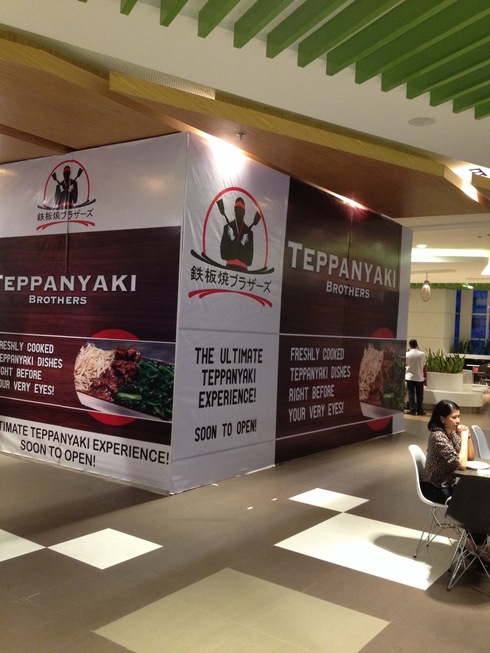 鉄板焼ブラザーズ
TEPPANYAKI
BROTHERS
FRESHLY COOKED
TEPPANYAKI DISHES
RIGHT BEFORE
YOUR VERY EYES!
TEPPANYAKI EXPERIENCE!
SOON TO OPEN!
鉄板焼ブラザーズ
THE ULTIMATE
TEPPANYAKI
EXPERIENCE!
SOON TO OPEN!
TEPPANYAKI
BROTHERS
FRESHLY COOKED
TEPPANYAKI DISHES
RIGHT BEFORE
YOUR VERY EYES!